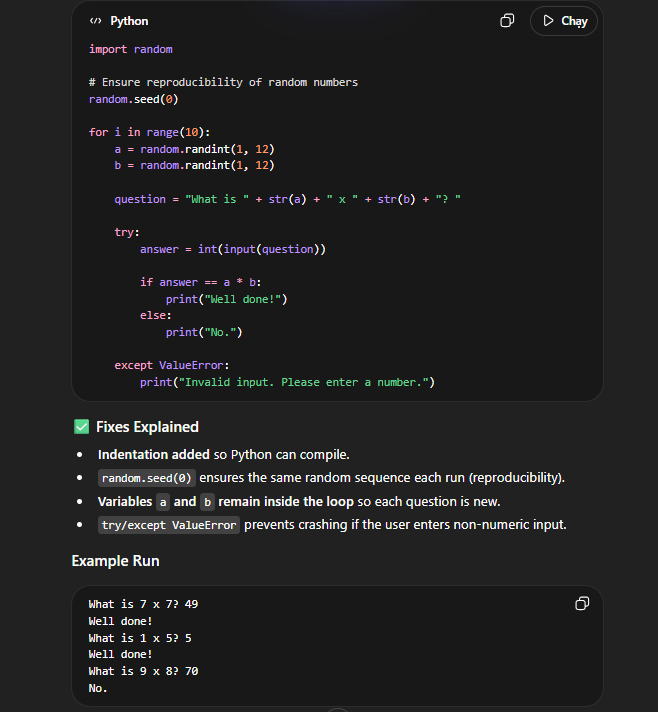 Python
Chạy
import random
# Ensure reproducibility of random numbers
random.seed(0)
for i in range(10):
    a = random.randint(1, 12)
    b = random.randint(1, 12)
    question = "What is " + str(a) + " x " + str(b) + "? "
    try:
        answer = int(input(question))
        if answer == a * b:
            print("Well done!")
        else:
            print("No.")
    except ValueError:
        print("Invalid input. Please enter a number.")
✅ Fixes Explained
• Indentation added so Python can compile.
• random.seed(0) ensures the same random sequence each run (reproducibility).
• Variables a and b remain inside the loop so each question is new.
• try/except ValueError prevents crashing if the user enters non-numeric input.
Example Run
What is 7 x 7? 49
Well done!
What is 1 x 5? 5
Well done!
What is 9 x 8? 70
No.